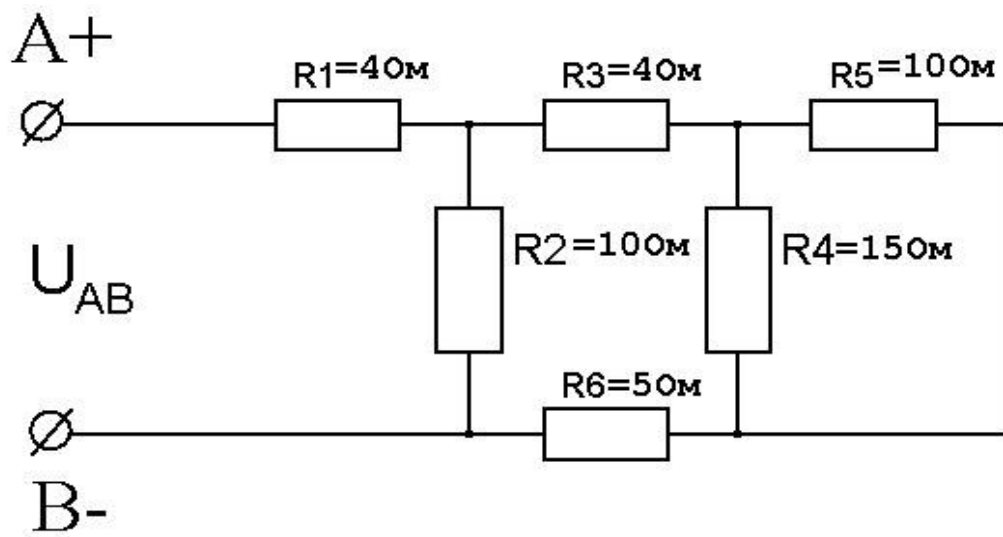 A+
R1=4Ом
R3=4Ом
R5=10Ом
R2=10Ом
R4=15Ом
UAB
R6=5Ом
B-